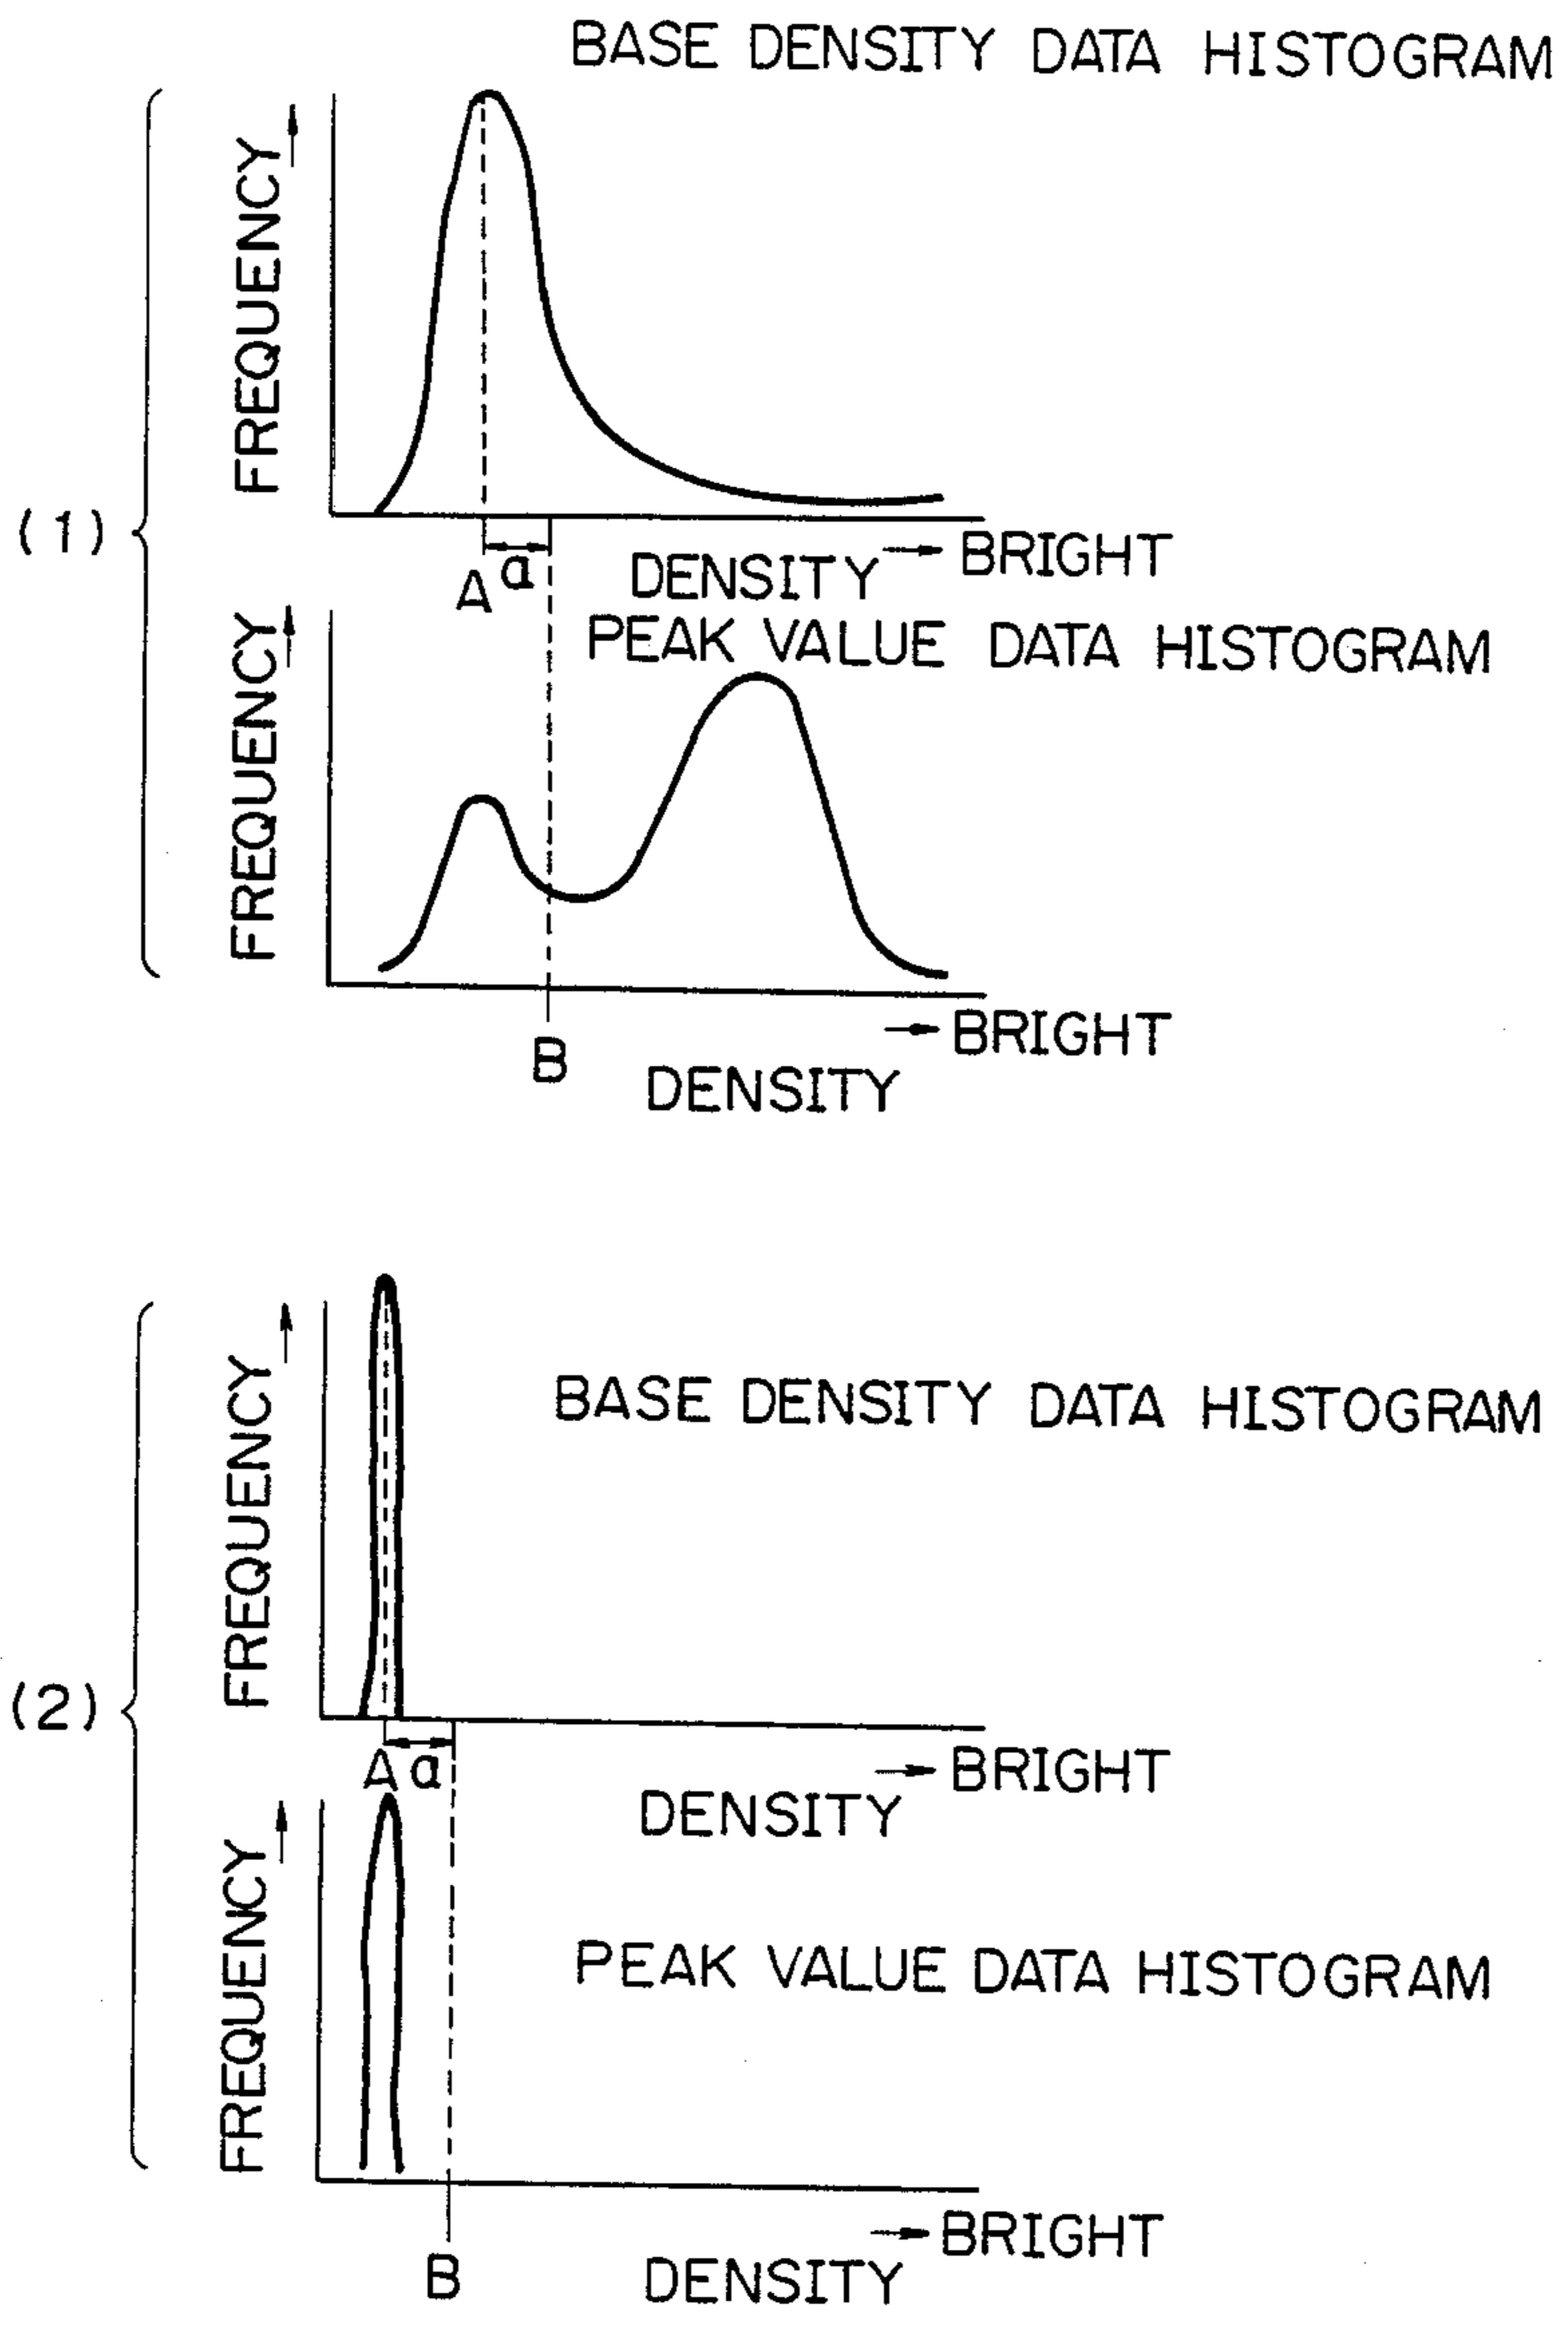 BASE DENSITY DATA HISTOGRAM
FREQUENCY
(1)
A
a
DENSITY
BRIGHT
PEAK VALUE DATA HISTOGRAM
FREQUENCY
BRIGHT
B
DENSITY
BASE DENSITY DATA HISTOGRAM
FREQUENCY
(2)
A
a
BRIGHT
DENSITY
PEAK VALUE DATA HISTOGRAM
FREQUENCY
BRIGHT
B
DENSITY